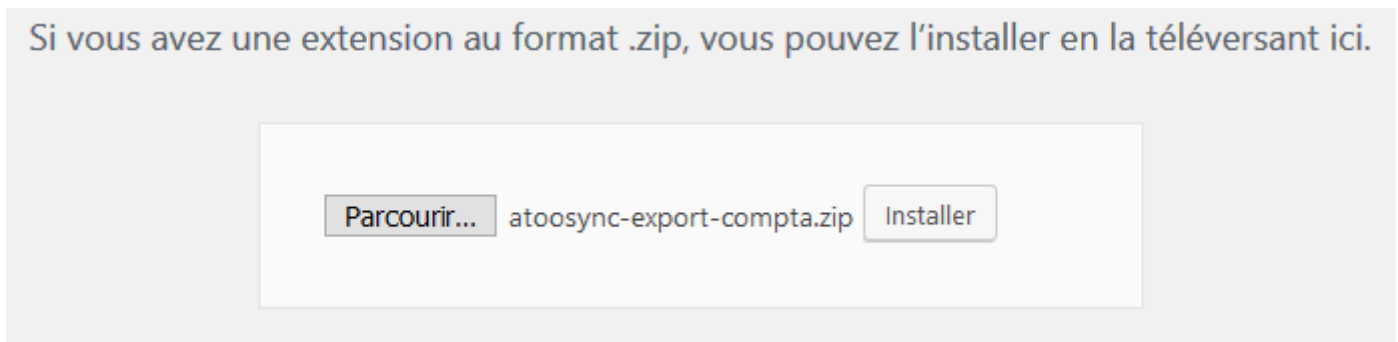 Si vous avez une extension au format .zip, vous pouvez l’installer en la téléversant ici.
Parcourir... atoosync-export-compta.zip Installer